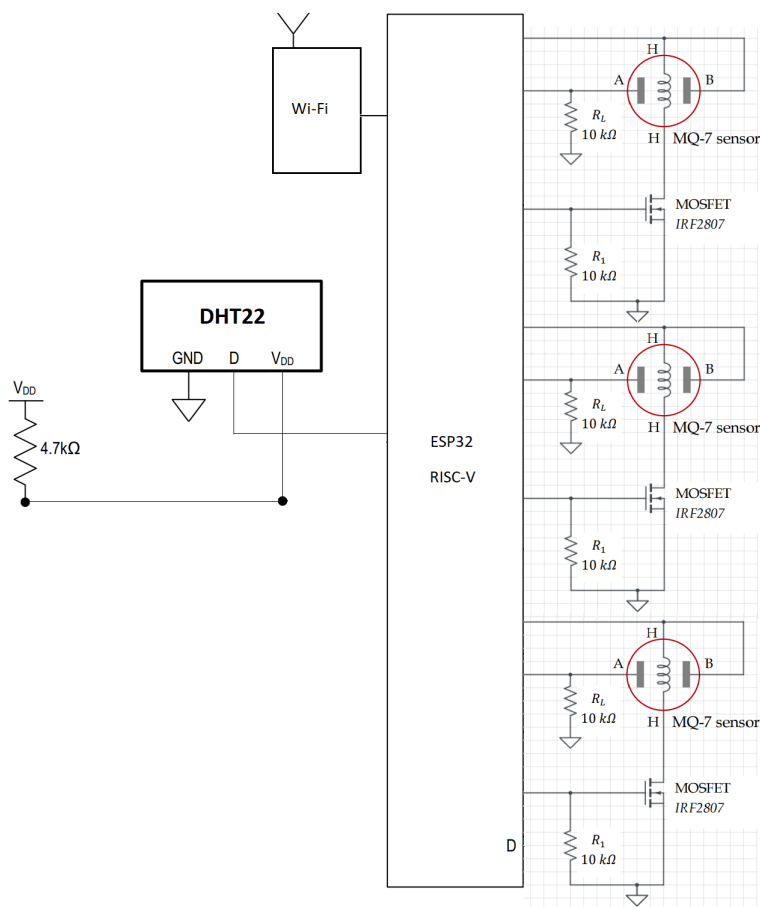 Wi-Fi
DHT22
GND D V_DD
V_DD
4.7kΩ
ESP32
RISC-V
D
H
A B
R_L
10 kΩ
H MQ-7 sensor
MOSFET
IRF2807
R_1
10 kΩ
H
A B
R_L
10 kΩ
H MQ-7 sensor
MOSFET
IRF2807
R_1
10 kΩ
H
A B
R_L
10 kΩ
H MQ-7 sensor
MOSFET
IRF2807
R_1
10 kΩ